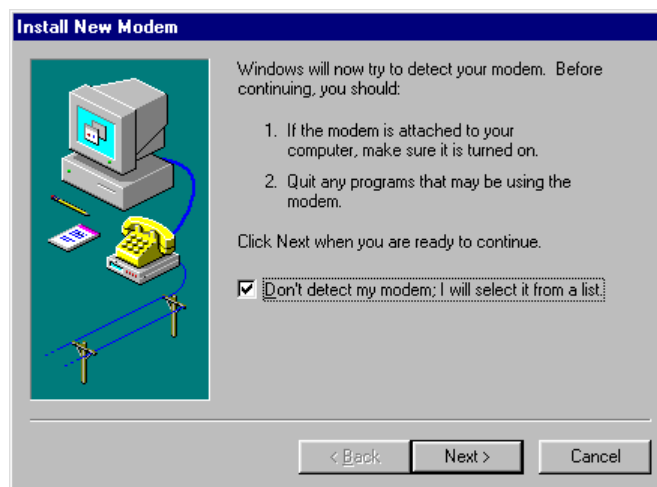 Install New Modem
Windows will now try to detect your modem.  Before
continuing, you should:
1. If the modem is attached to your
computer, make sure it is turned on.
2. Quit any programs that may be using the
modem.
Click Next when you are ready to continue.
Don't detect my modem; I will select it from a list.
< Back
Next >
Cancel